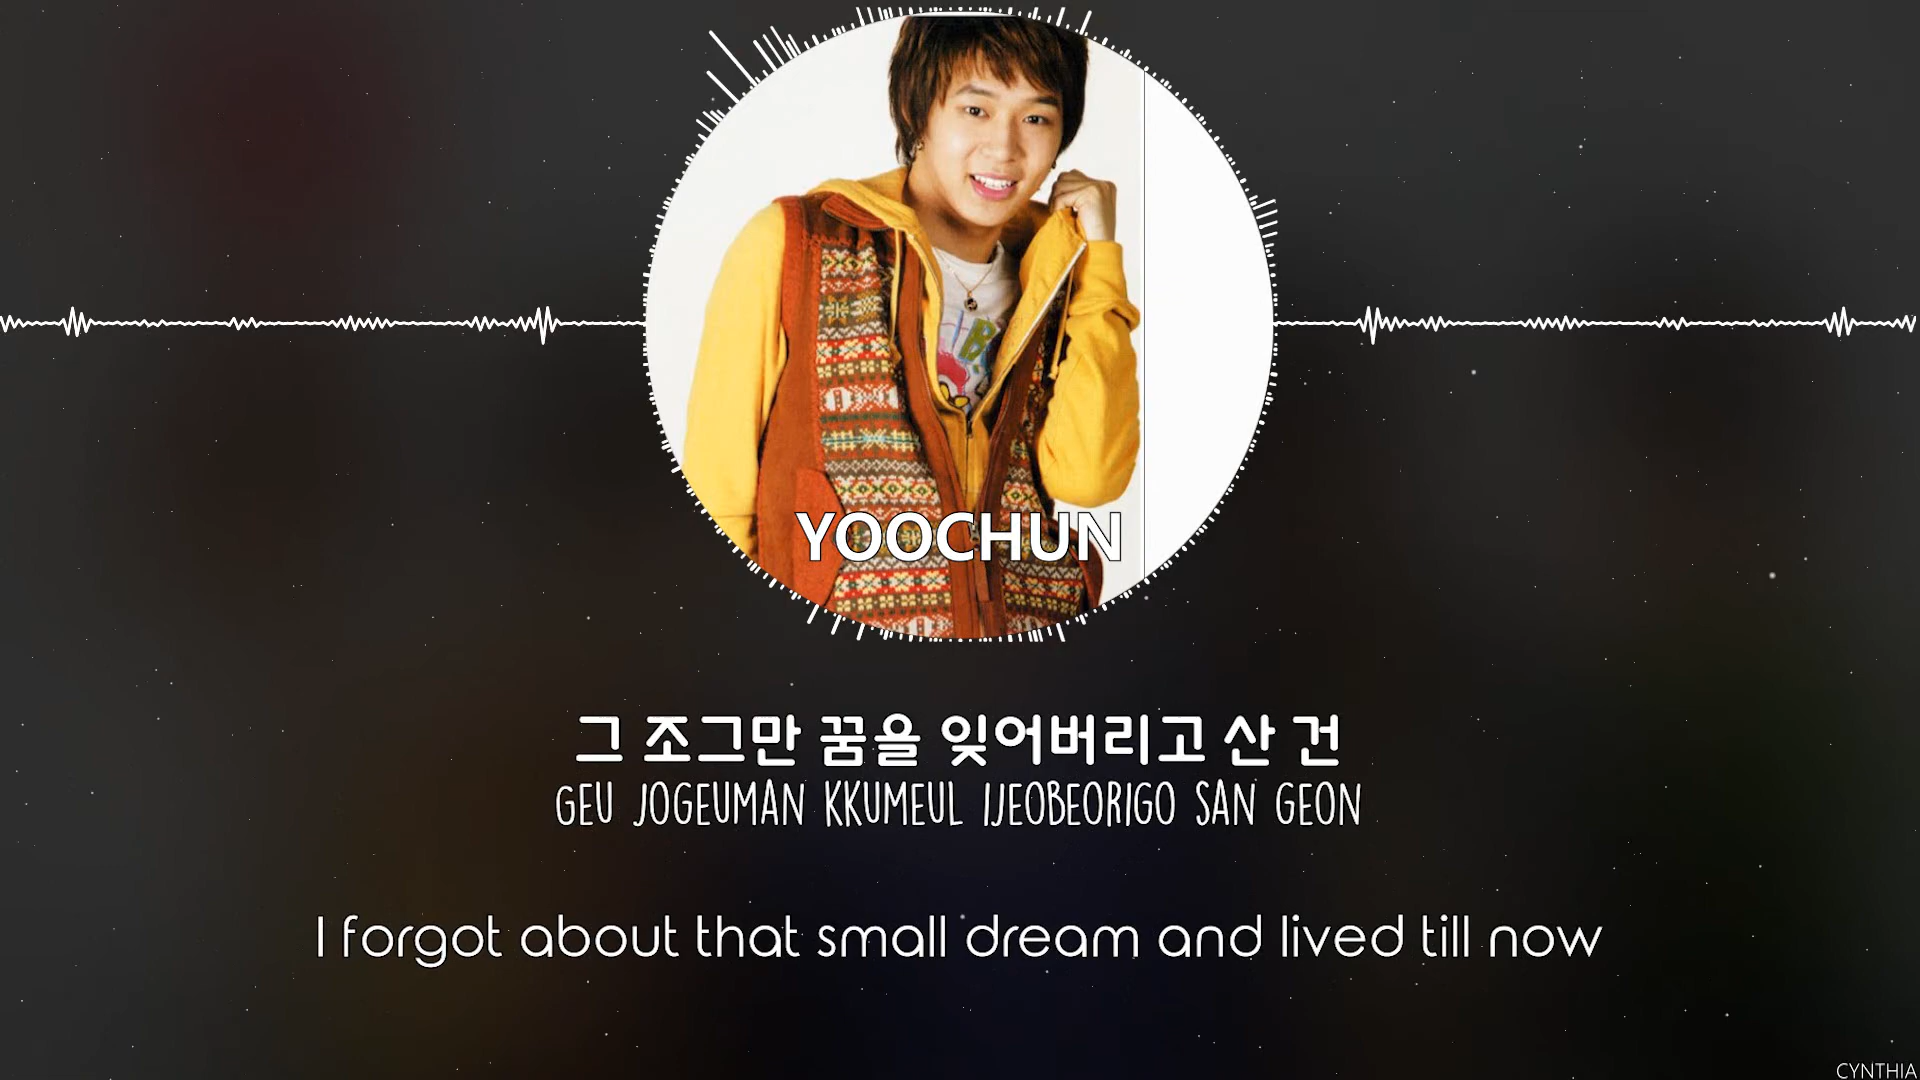 YOOCHUN
그 조그만 꿈을 잊어버리고 산 건
GEU JOGEUMAN KKUMEUL IJEOBEORIGO SAN GEON
I forgot about that small dream and lived till now
CYNTHIA